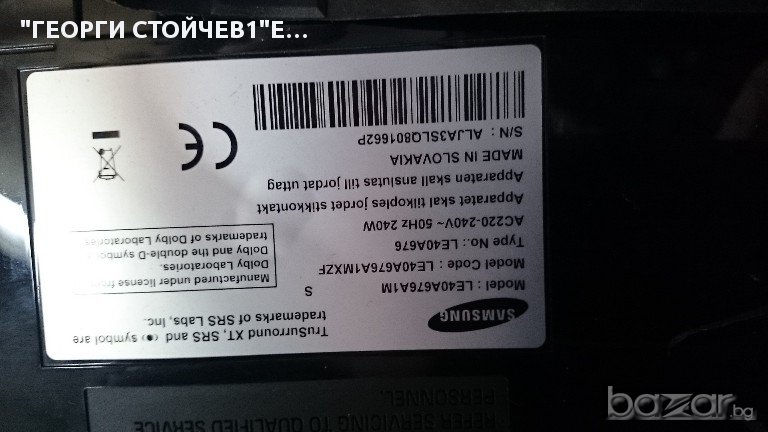 "ГЕОРГИ СТОЙЧЕВ1"Е...
SAMSUNG
TruSurround XT, SRS and symbol are
trademarks of SRS Labs, Inc.
Model : LE40A676A1M
S
Model Code : LE40A676A1MXZF
Type No.: LE40A676
AC220-240V~ 50Hz 240W
Manufactured under license from
Dolby Laboratories.
Dolby and the double-D symbol
trademarks of Dolby Laboratories
Apparatet skal tilkoples jordet stikkontakt
Apparaten skall anslutas till jordat uttag
MADE IN SLOVAKIA
S/N : ALJA3SLQ801662P
CE
REFER SERVICING TO QUALIFIED SERVICE
PERSONNEL.
bazar.bg